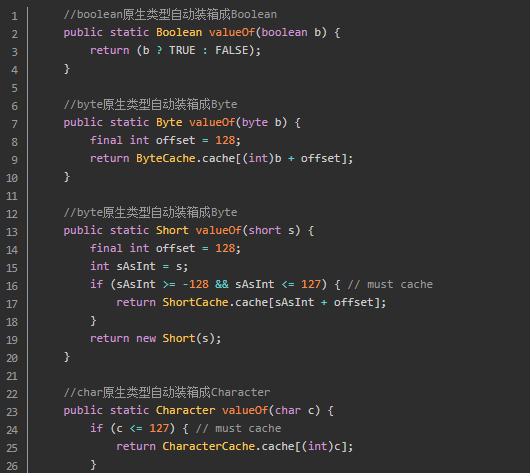 1 //boolean原生类型自动装箱成Boolean
2 public static Boolean valueOf(boolean b) {
3 return (b ? TRUE : FALSE);
4 }
5
6 //byte原生类型自动装箱成Byte
7 public static Byte valueOf(byte b) {
8 final int offset = 128;
9 return ByteCache.cache[(int)b + offset];
10 }
11
12 //byte原生类型自动装箱成Byte
13 public static Short valueOf(short s) {
14 final int offset = 128;
15 int sAsInt = s;
16 if (sAsInt >= -128 && sAsInt <= 127) { // must cache
17 return ShortCache.cache[sAsInt + offset];
18 }
19 return new Short(s);
20 }
21
22 //char原生类型自动装箱成Character
23 public static Character valueOf(char c) {
24 if (c <= 127) { // must cache
25 return CharacterCache.cache[(int)c];
26 }